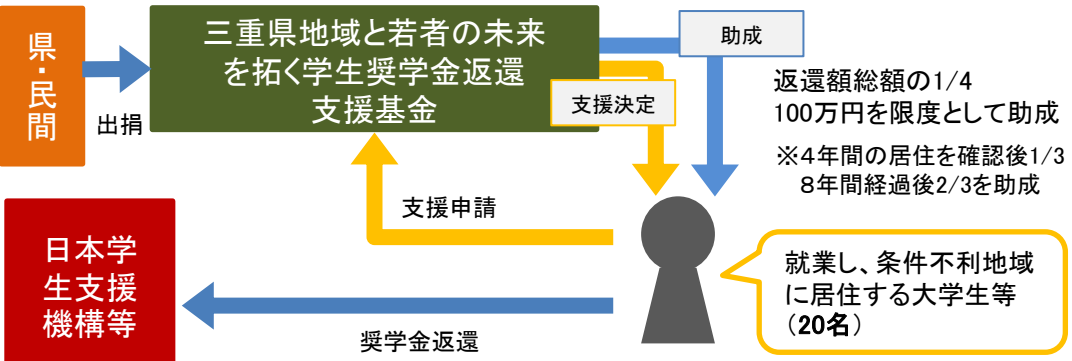 県・民間
出捐
三重県地域と若者の未来
を拓く学生奨学金返還
支援基金
助成
支援決定
返還額総額の1/4
100万円を限度として助成
※４年間の居住を確認後1/3
8年間経過後2/3を助成
支援申請
日本学
生支援
機構等
奨学金返還
就業し、条件不利地域
に居住する大学生等
（20名）